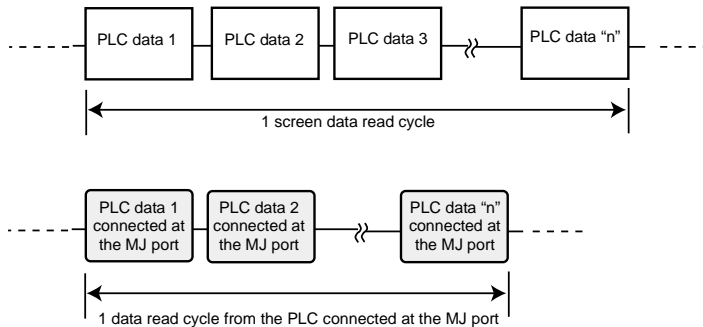 PLC data 1
PLC data 2
PLC data 3
PLC data “n”
1 screen data read cycle
PLC data 1
connected at
the MJ port
PLC data 2
connected at
the MJ port
PLC data “n”
connected at
the MJ port
1 data read cycle from the PLC connected at the MJ port